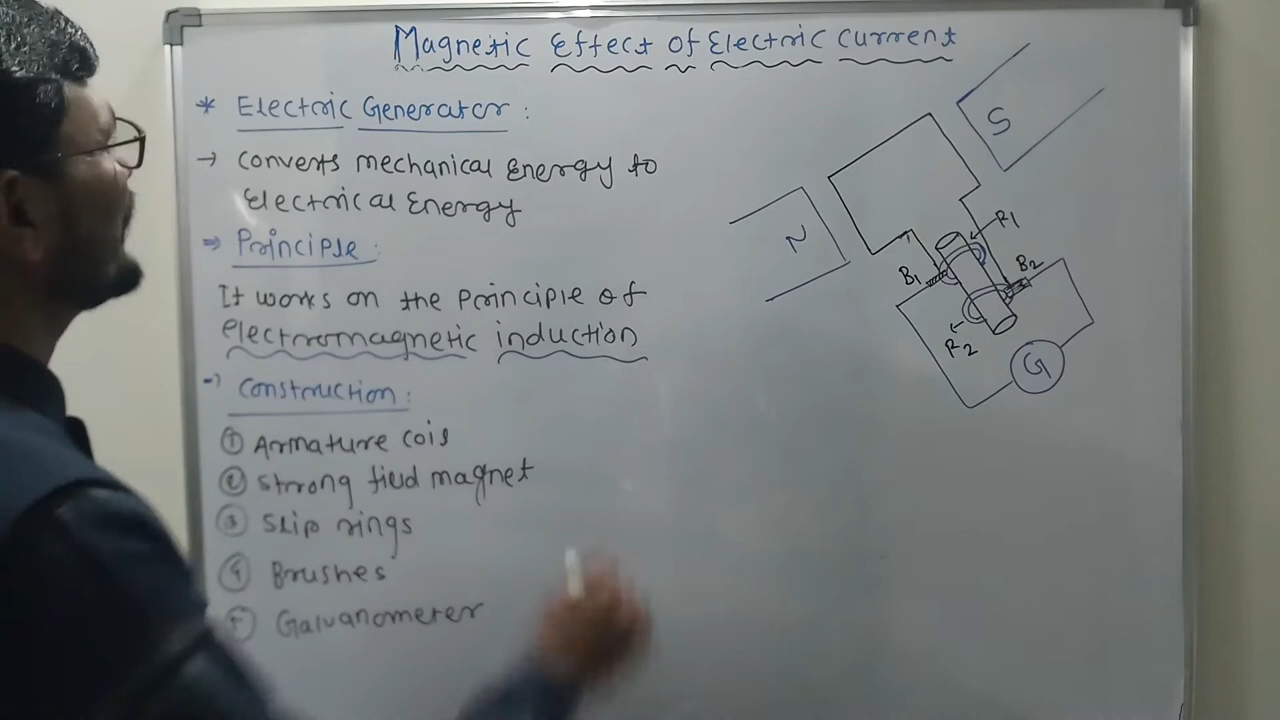 Magnetic Effect of Electric Current
* Electric Generator :
→ Converts mechanical Energy to
Electrical Energy
⇒ Principle :
It works on the Principle of
electromagnetic induction
→ Construction :
① Armature coil
② Strong field magnet
③ Slip rings
④ Brushes
⑤ Galvanometer
S
N
R1
B1
B2
R2
G